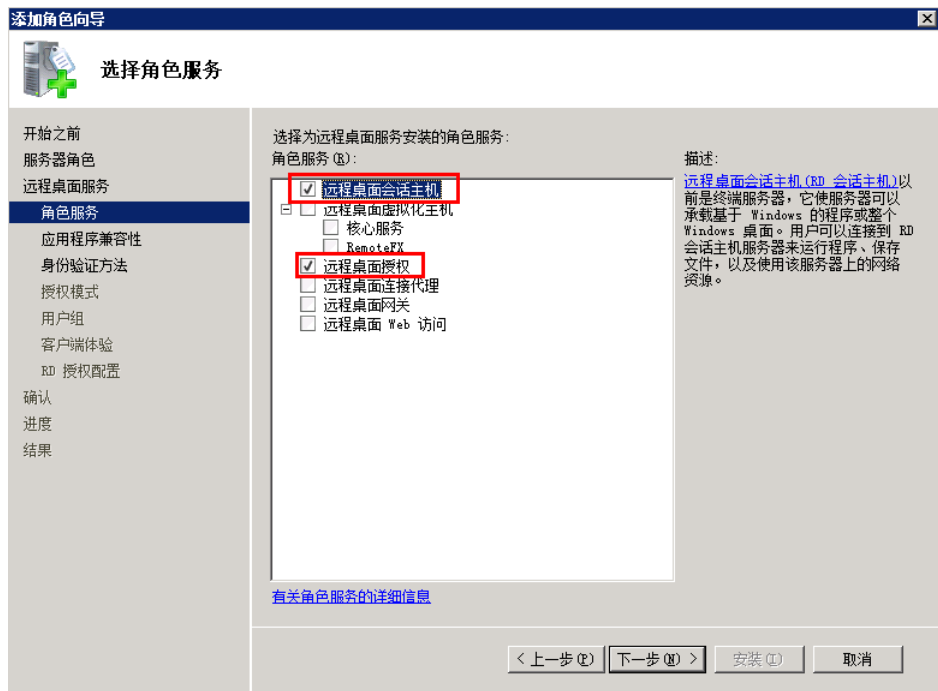 添加角色向导
选择角色服务
开始之前
服务器角色
远程桌面服务
角色服务
应用程序兼容性
身份验证方法
授权模式
用户组
客户端体验
RD 授权配置
确认
进度
结果
选择为远程桌面服务安装的角色服务:
角色服务(R):
远程桌面会话主机
远程桌面虚拟化主机
核心服务
RemoteFX
远程桌面授权
远程桌面连接代理
远程桌面网关
远程桌面 Web 访问
有关角色服务的详细信息
描述:
远程桌面会话主机(RD 会话主机)以
前是终端服务器，它使服务器可以
承载基于 Windows 的程序或整个
Windows 桌面。用户可以连接到 RD
会话主机服务器来运行程序、保存
文件，以及使用该服务器上的网络
资源。
< 上一步(P)
下一步(N) >
安装(I)
取消